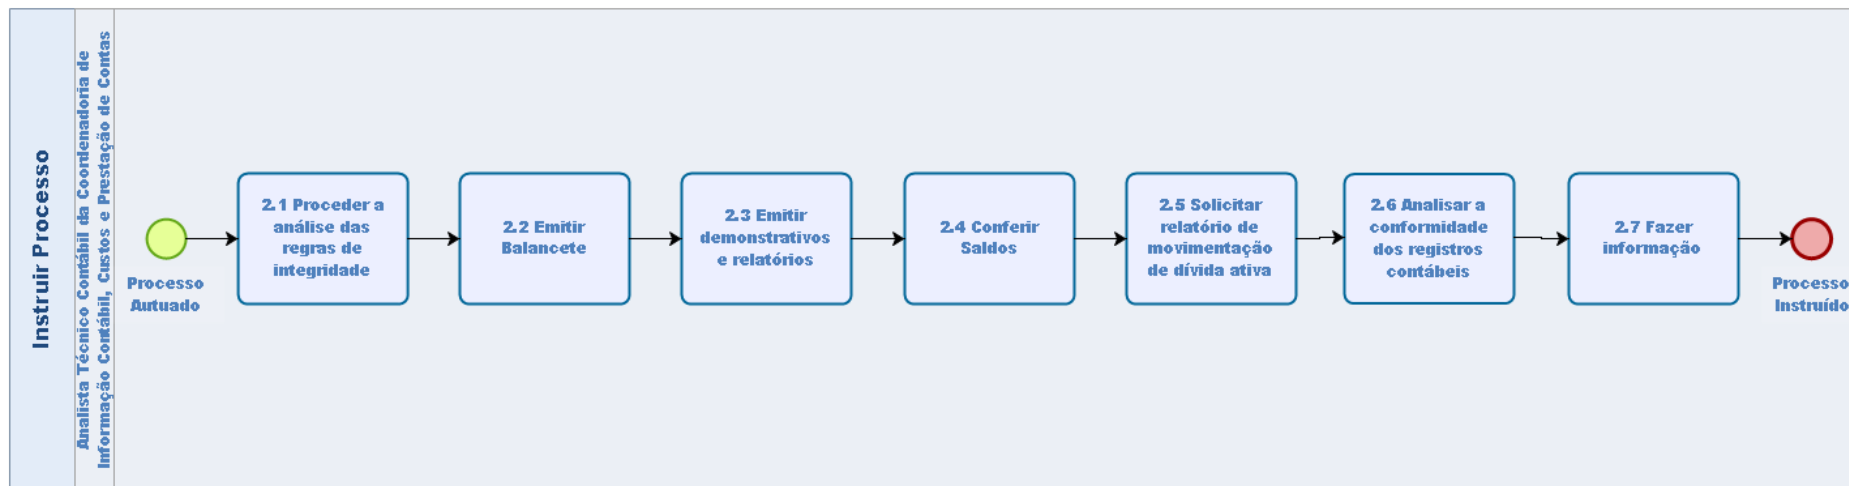 Instruir Processo
Analista Técnico Contábil da Coordenadoria de
Informação Contábil, Custos e Prestação de Contas
Processo
Autuado
2.1 Proceder a
análise das
regras de
integridade
2.2 Emitir
Balancete
2.3 Emitir
demonstrativos
e relatórios
2.4 Conferir
Saldos
2.5 Solicitar
relatório de
movimentação
de dívida ativa
2.6 Analisar a
conformidade
dos registros
contábeis
2.7 Fazer
informação
Processo
Instruído